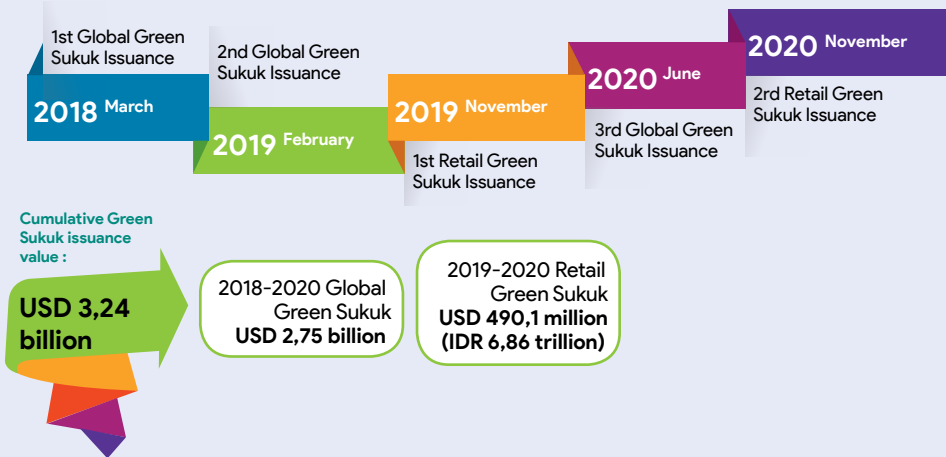 1st Global Green
Sukuk Issuance
2018 March
2nd Global Green
Sukuk Issuance
2019 February
2019 November
1st Retail Green
Sukuk Issuance
2020 June
3rd Global Green
Sukuk Issuance
2020 November
2rd Retail Green
Sukuk Issuance
Cumulative Green
Sukuk issuance
value :
USD 3,24
billion
2018-2020 Global
Green Sukuk
USD 2,75 billion
2019-2020 Retail
Green Sukuk
USD 490,1 million
(IDR 6,86 trillion)